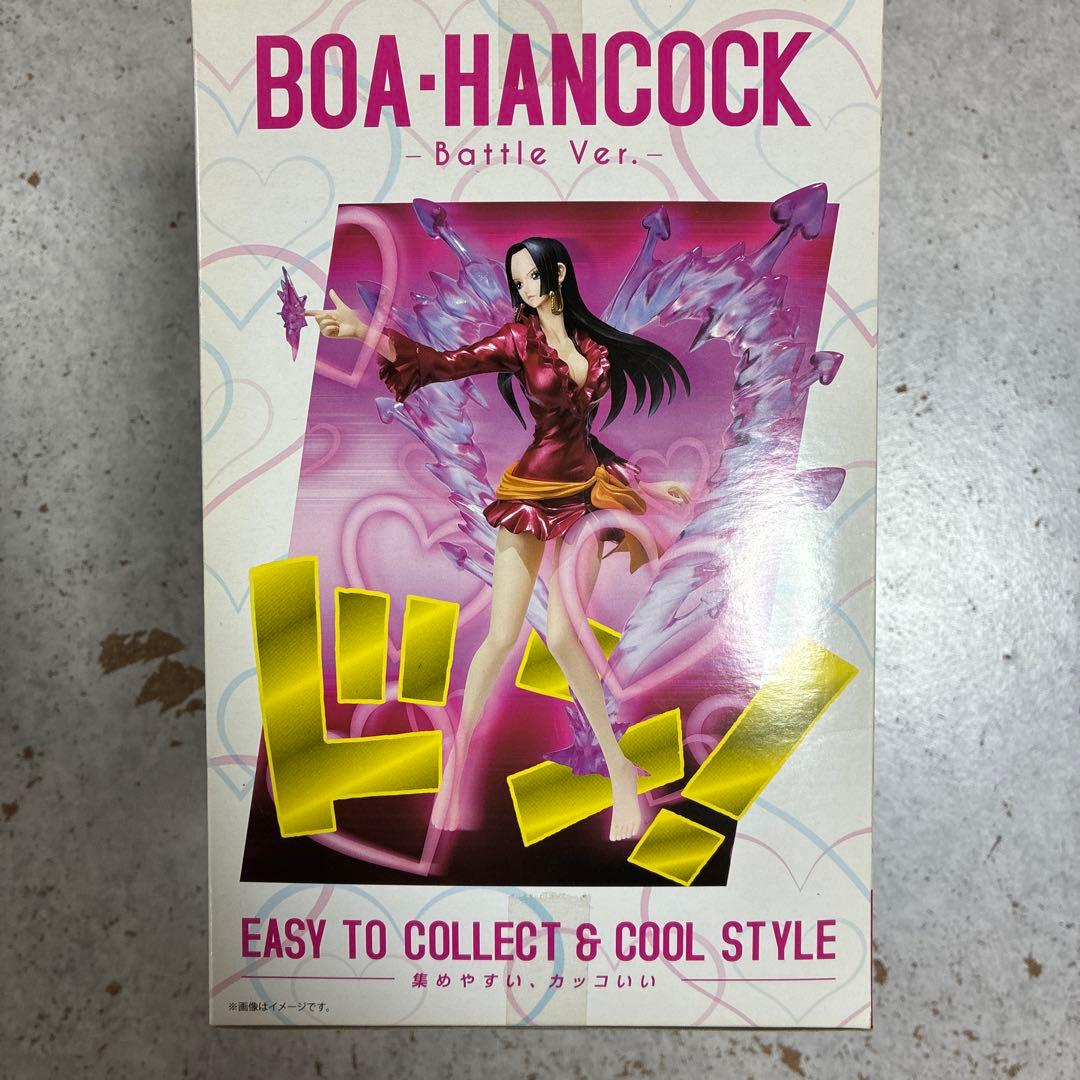 BOA・HANCOCK
–Battle Ver.–
ドン!
EASY TO COLLECT & COOL STYLE
集めやすい、カッコいい
※画像はイメージです。